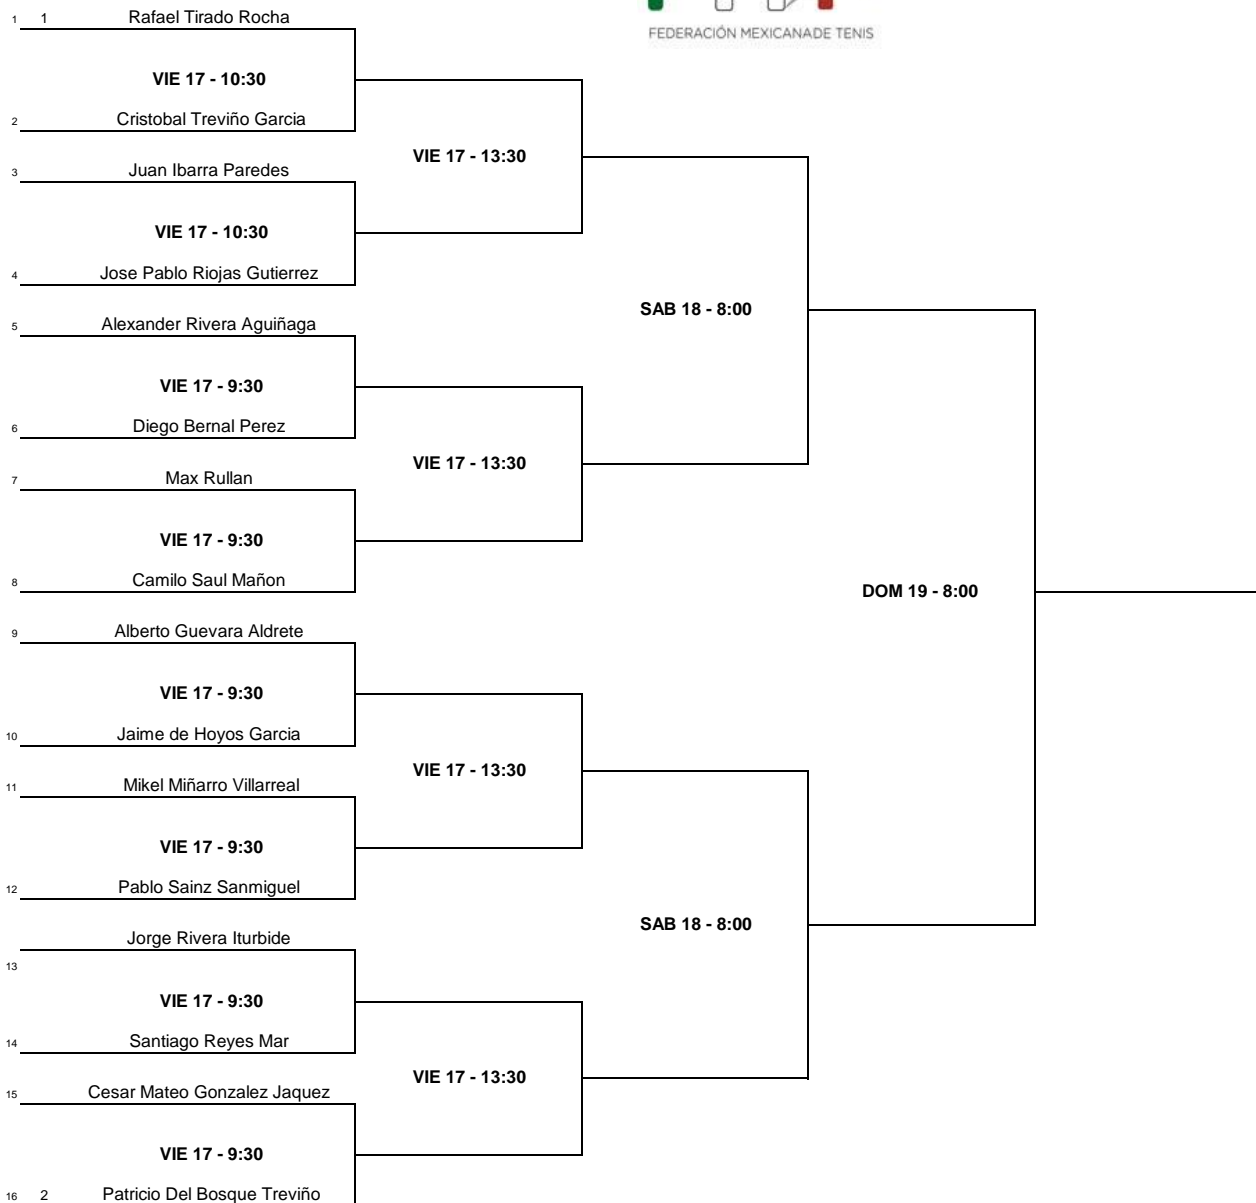 FEDERACIÓN MEXICANADE TENIS
1 1 Rafael Tirado Rocha
VIE 17 - 10:30
2 Cristobal Treviño Garcia
VIE 17 - 13:30
3 Juan Ibarra Paredes
VIE 17 - 10:30
4 Jose Pablo Riojas Gutierrez
SAB 18 - 8:00
5 Alexander Rivera Aguiñaga
VIE 17 - 9:30
6 Diego Bernal Perez
VIE 17 - 13:30
7 Max Rullan
VIE 17 - 9:30
8 Camilo Saul Mañon
DOM 19 - 8:00
9 Alberto Guevara Aldrete
VIE 17 - 9:30
10 Jaime de Hoyos Garcia
VIE 17 - 13:30
11 Mikel Miñarro Villarreal
VIE 17 - 9:30
12 Pablo Sainz Sanmiguel
SAB 18 - 8:00
Jorge Rivera Iturbide
13
VIE 17 - 9:30
14 Santiago Reyes Mar
VIE 17 - 13:30
15 Cesar Mateo Gonzalez Jaquez
VIE 17 - 9:30
16 2 Patricio Del Bosque Treviño